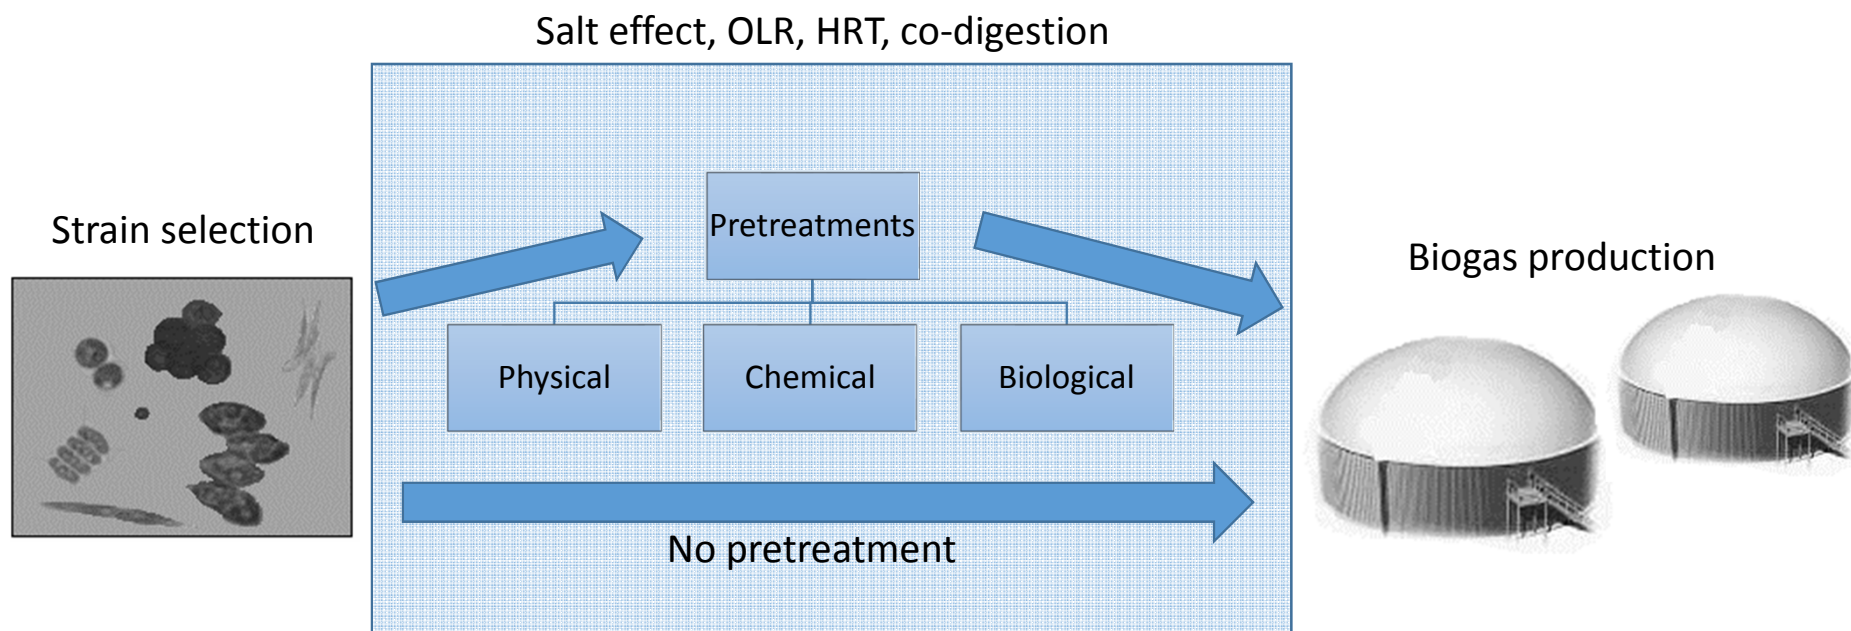 Salt effect, OLR, HRT, co-digestion
Strain selection
Pretreatments
Physical
Chemical
Biological
No pretreatment
Biogas production